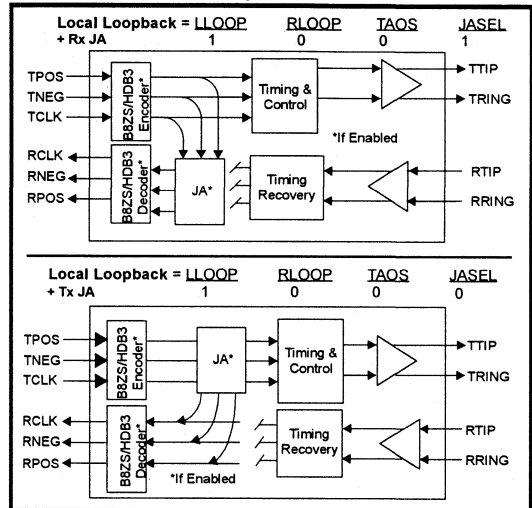 Local Loopback = LLOOP RLOOP TAOS JASEL
+ Rx JA 1 0 0 1
TPOS
TNEG
TCLK
B8ZS/HDB3
Encoder*
Timing &
Control
TTIP
TRING
*If Enabled
RCLK
RNEG
RPOS
B8ZS/HDB3
Decoder*
JA*
Timing
Recovery
RTIP
RRING
Local Loopback = LLOOP RLOOP TAOS JASEL
+ Tx JA 1 0 0 0
TPOS
TNEG
TCLK
B8ZS/HDB3
Encoder*
JA*
Timing &
Control
TTIP
TRING
RCLK
RNEG
RPOS
B8ZS/HDB3
Decoder*
*If Enabled
Timing
Recovery
RTIP
RRING